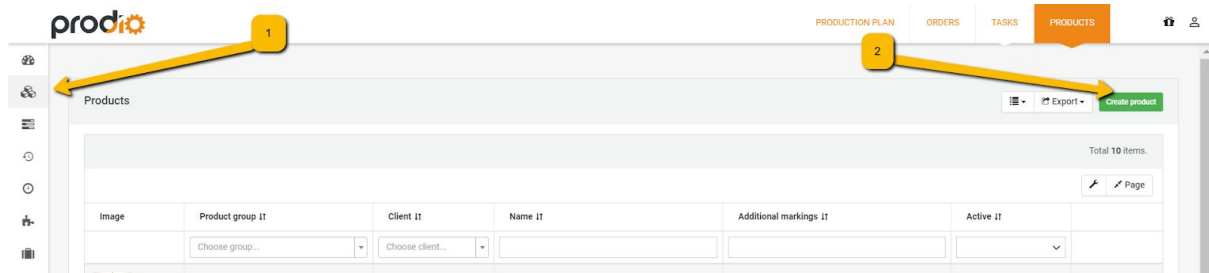 prodio
1
PRODUCTION PLAN ORDERS TASKS PRODUCTS
2
Products
Export
Create product
Total 10 items.
Page
Image Product group Client Name Additional markings Active
Choose group... Choose client...